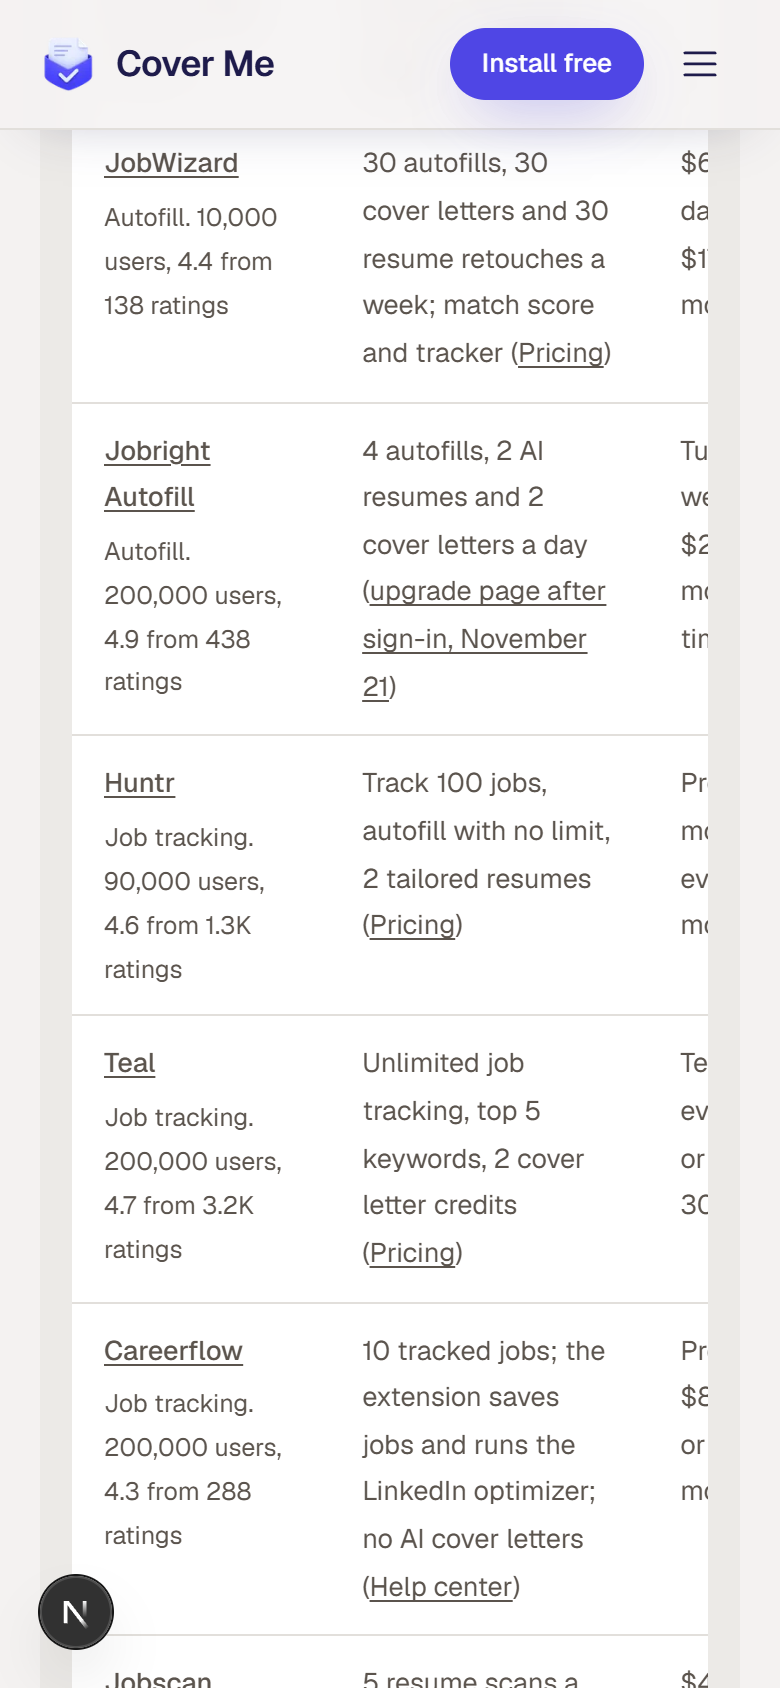 Cover Me
Install free
JobWizard
Autofill. 10,000
users, 4.4 from
138 ratings
30 autofills, 30
cover letters and 30
resume retouches a
week; match score
and tracker (Pricing)
Jobright
Autofill
Autofill.
200,000 users,
4.9 from 438
ratings
4 autofills, 2 AI
resumes and 2
cover letters a day
(upgrade page after
sign-in, November
21)
Huntr
Job tracking.
90,000 users,
4.6 from 1.3K
ratings
Track 100 jobs,
autofill with no limit,
2 tailored resumes
(Pricing)
Teal
Job tracking.
200,000 users,
4.7 from 3.2K
ratings
Unlimited job
tracking, top 5
keywords, 2 cover
letter credits
(Pricing)
or
Careerflow
Job tracking.
200,000 users,
4.3 from 288
ratings
10 tracked jobs; the
extension saves
jobs and runs the
LinkedIn optimizer;
no AI cover letters
(Help center)
or
Jobscan
5 resume scans a